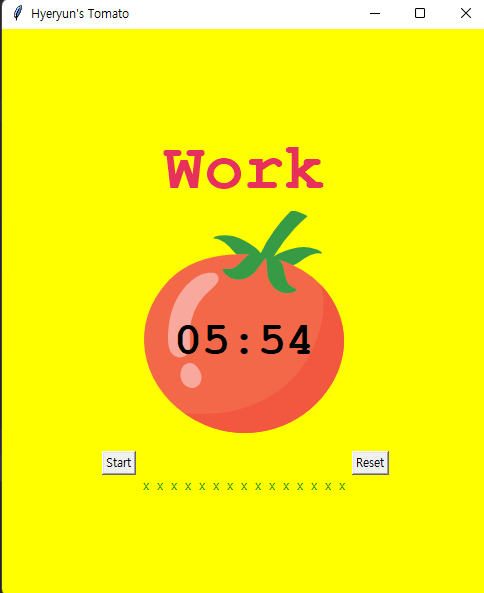 Hyeryun's Tomato
Work
05:54
Start
Reset
x x x x x x x x x x x x x x x